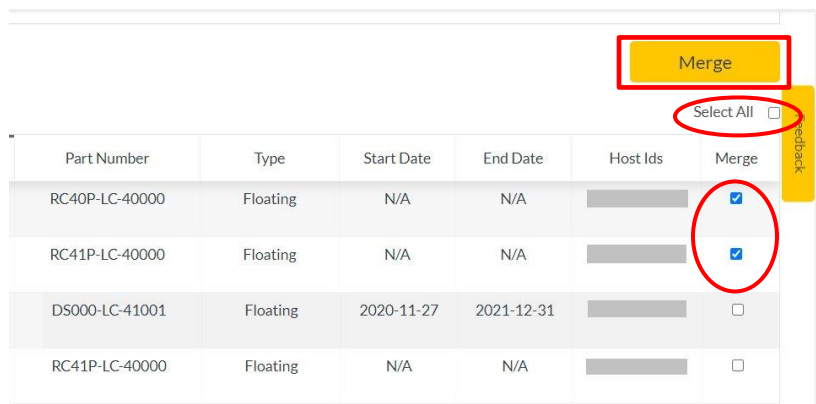 Merge
Select All
Feedback
Part Number Type Start Date End Date Host Ids Merge
RC40P-LC-40000 Floating N/A N/A
RC41P-LC-40000 Floating N/A N/A
DS000-LC-41001 Floating 2020-11-27 2021-12-31
RC41P-LC-40000 Floating N/A N/A